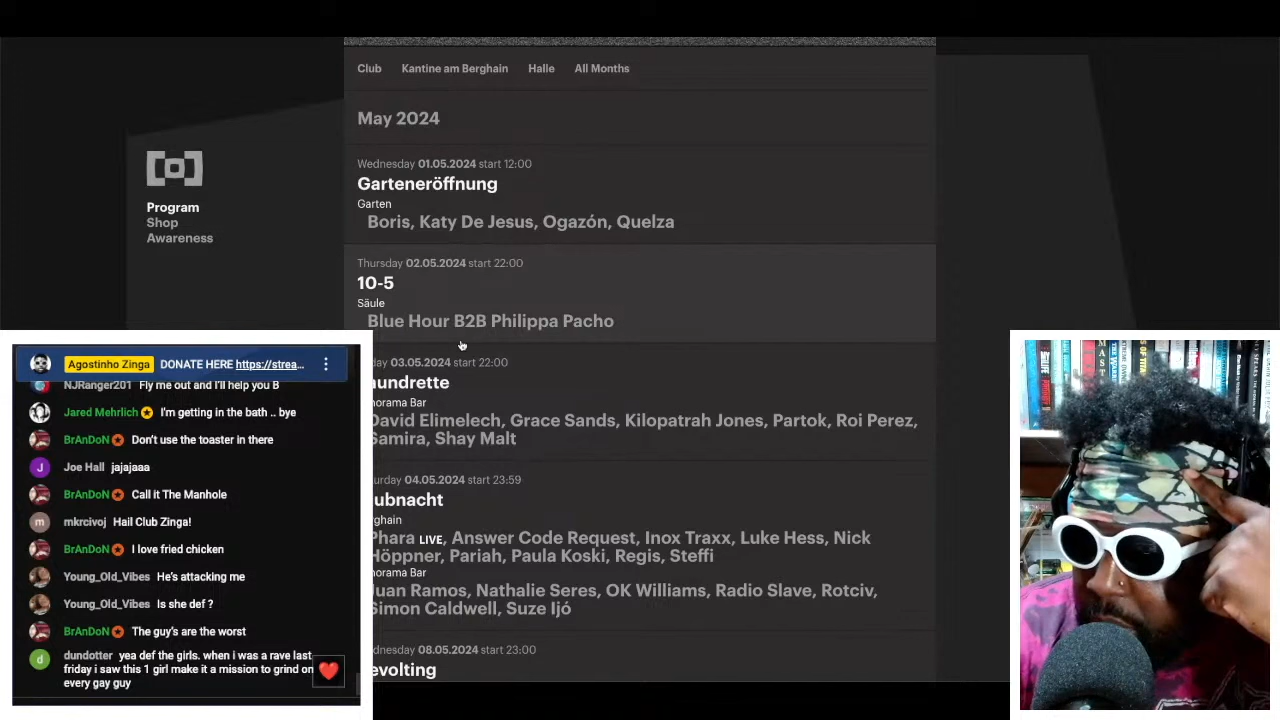 Club Kantine am Berghain Halle All Months
May 2024
Program
Shop
Awareness
Wednesday 01.05.2024 start 12:00
Garteneröffnung
Garten
Boris, Katy De Jesus, Ogazón, Quelza
Thursday 02.05.2024 start 22:00
10-5
Säule
Blue Hour B2B Philippa Pacho
day 03.05.2024 start 22:00
undrette
norama Bar
David Elimelech, Grace Sands, Kilopatrah Jones, Partok, Roi Perez,
Samira, Shay Malt
urday 04.05.2024 start 23:59
ubnacht
rghain
Phara LIVE, Answer Code Request, Inox Traxx, Luke Hess, Nick
Höppner, Pariah, Paula Koski, Regis, Steffi
norama Bar
Juan Ramos, Nathalie Seres, OK Williams, Radio Slave, Rotciv,
Simon Caldwell, Suze Ijó
dnesday 08.05.2024 start 23:00
evolting
Agostinho Zinga DONATE HERE https://strea...
NJRanger201 Fly me out and I'll help you B
Jared Mehrlich I'm getting in the bath .. bye
BrAnDoN Don't use the toaster in there
J Joe Hall jajajaaa
BrAnDoN Call it The Manhole
m mkrcivoj Hail Club Zinga!
BrAnDoN I love fried chicken
Young_Old_Vibes He's attacking me
Young_Old_Vibes Is she def ?
BrAnDoN The guy's are the worst
d dundotter yea def the girls. when i was a rave last
friday i saw this 1 girl make it a mission to grind on
every gay guy